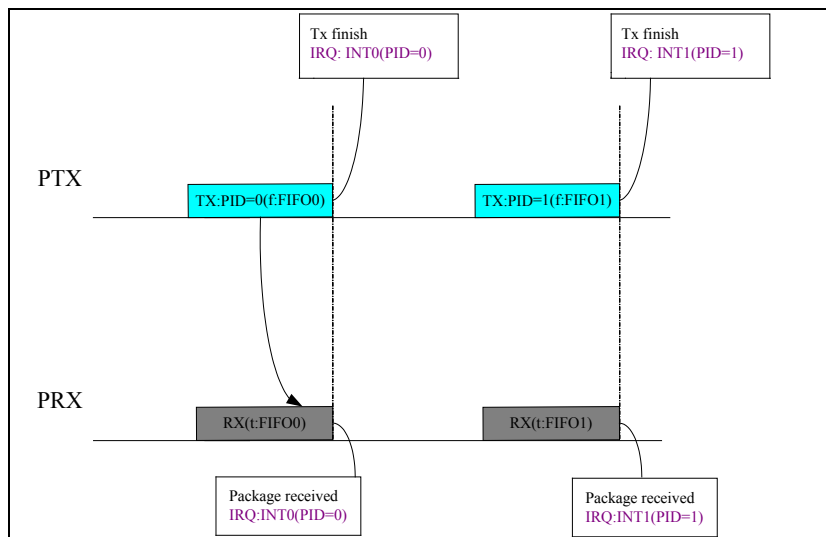 Tx finish
IRQ: INT0(PID=0)
Tx finish
IRQ: INT1(PID=1)
PTX
TX:PID=0(f:FIFO0)
TX:PID=1(f:FIFO1)
PRX
RX(t:FIFO0)
RX(t:FIFO1)
Package received
IRQ:INT0(PID=0)
Package received
IRQ:INT1(PID=1)